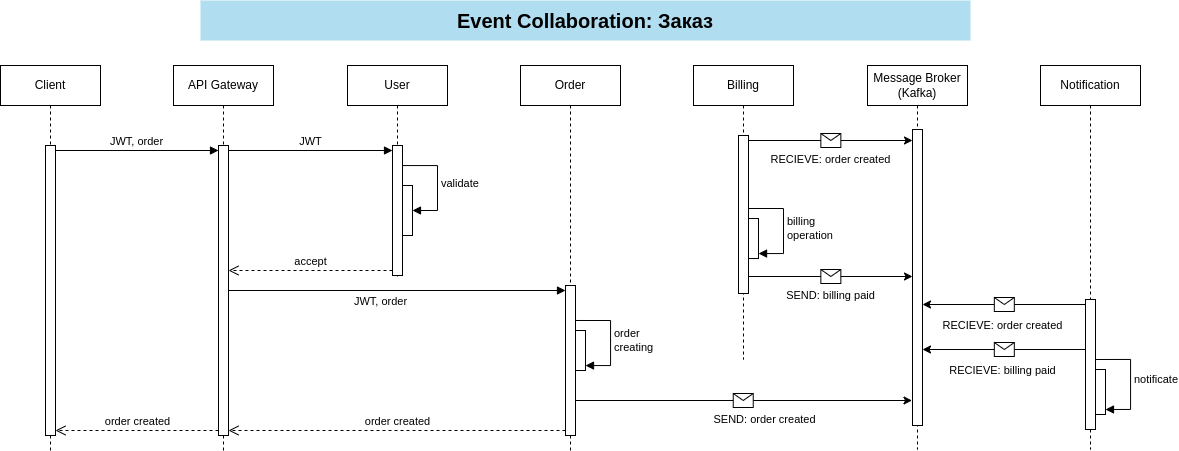 Event Collaboration: Заказ
Client
API Gateway
User
Order
Billing
Message Broker
(Kafka)
Notification
JWT, order
JWT
RECIEVE: order created
validate
billing
operation
accept
SEND: billing paid
JWT, order
RECIEVE: order created
order
creating
RECIEVE: billing paid
notificate
SEND: order created
order created
order created